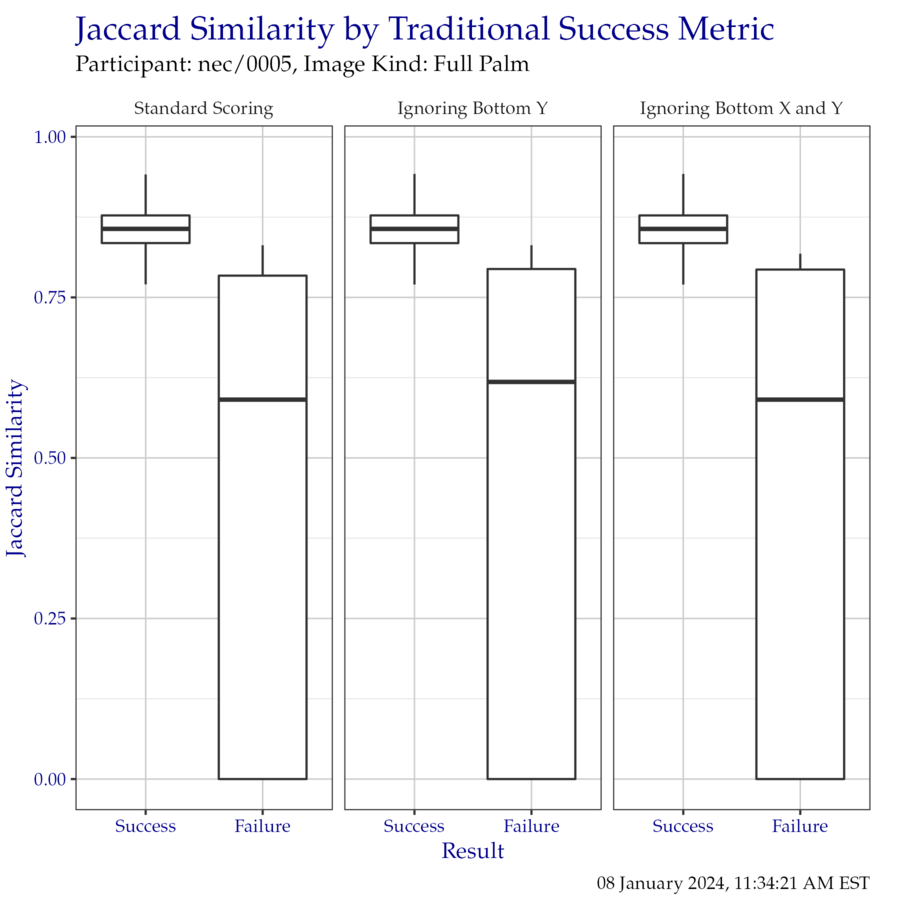 Jaccard Similarity by Traditional Success Metric
Participant: nec/0005, Image Kind: Full Palm
Standard Scoring
Ignoring Bottom Y
Ignoring Bottom X and Y
Jaccard Similarity
1.00
0.75
0.50
0.25
0.00
Success
Failure
Success
Failure
Success
Failure
Result
08 January 2024, 11:34:21 AM EST